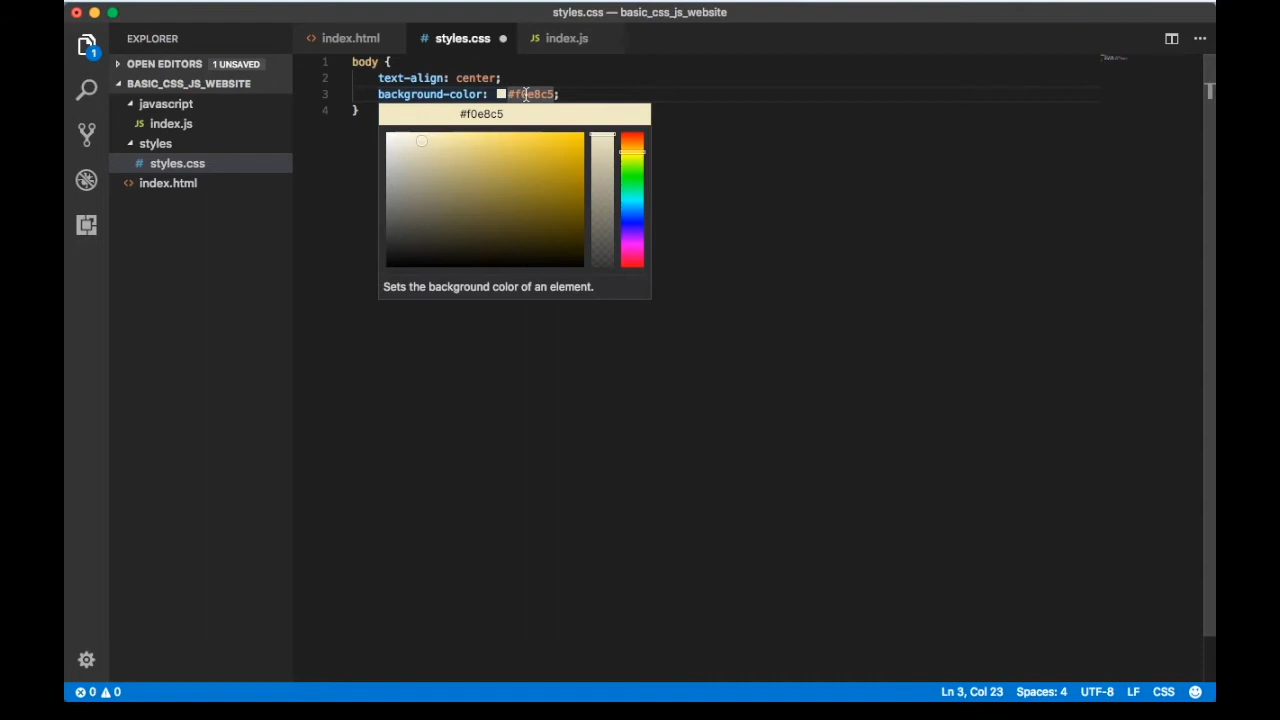 styles.css — basic_css_js_website
EXPLORER
<> index.html
# styles.css
JS index.js
OPEN EDITORS 1 UNSAVED
BASIC_CSS_JS_WEBSITE
javascript
JS index.js
styles
# styles.css
<> index.html
1
1 body {
2 text-align: center;
3 background-color: #f0e8c5;
4 }
#f0e8c5
Sets the background color of an element.
0 0
Ln 3, Col 23
Spaces: 4
UTF-8
LF
CSS